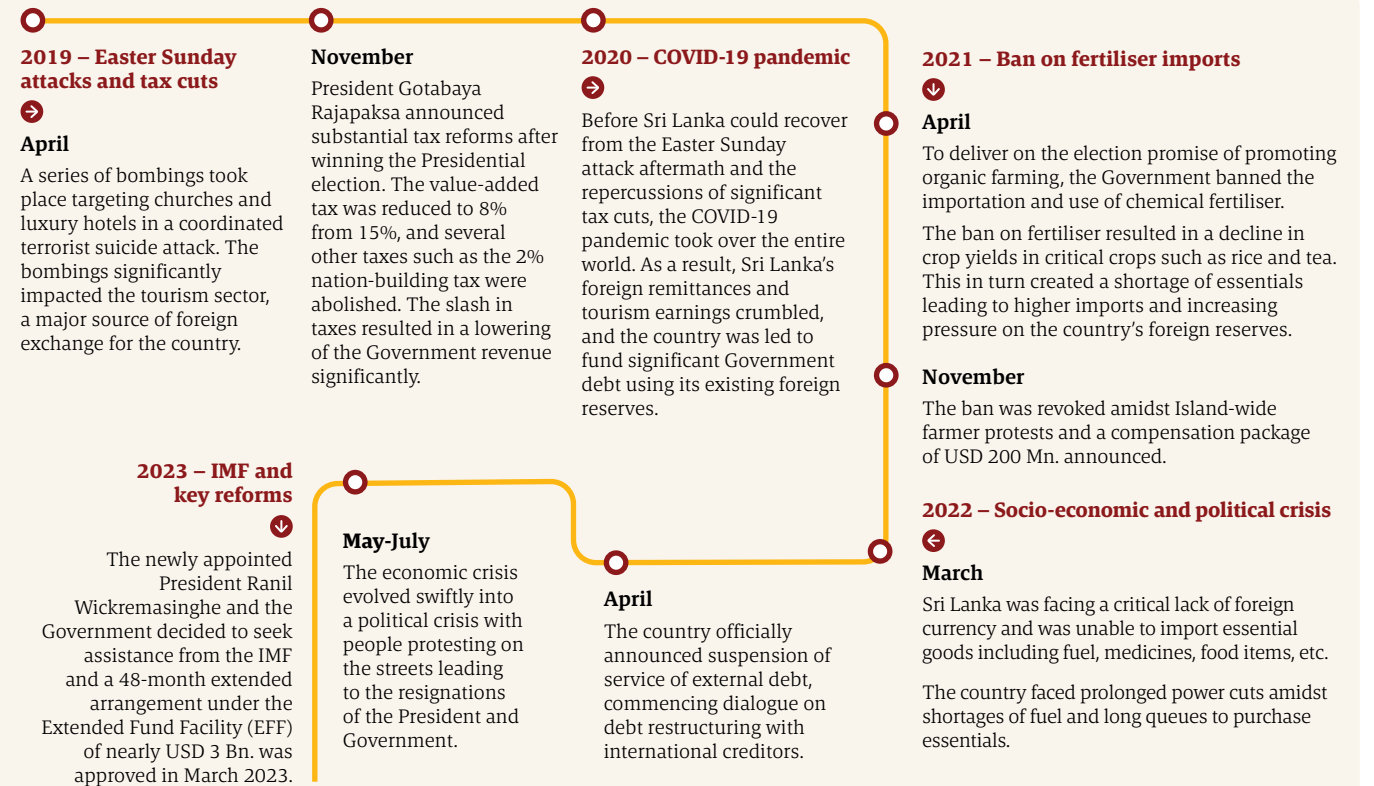 2019 – Easter Sunday
attacks and tax cuts
April
A series of bombings took
place targeting churches and
luxury hotels in a coordinated
terrorist suicide attack. The
bombings significantly
impacted the tourism sector,
a major source of foreign
exchange for the country.
November
President Gotabaya
Rajapaksa announced
substantial tax reforms after
winning the Presidential
election. The value-added
tax was reduced to 8%
from 15%, and several
other taxes such as the 2%
nation-building tax were
abolished. The slash in
taxes resulted in a lowering
of the Government revenue
significantly.
2020 – COVID-19 pandemic
Before Sri Lanka could recover
from the Easter Sunday
attack aftermath and the
repercussions of significant
tax cuts, the COVID-19
pandemic took over the entire
world. As a result, Sri Lanka’s
foreign remittances and
tourism earnings crumbled,
and the country was led to
fund significant Government
debt using its existing foreign
reserves.
2021 – Ban on fertiliser imports
April
To deliver on the election promise of promoting
organic farming, the Government banned the
importation and use of chemical fertiliser.
The ban on fertiliser resulted in a decline in
crop yields in critical crops such as rice and tea.
This in turn created a shortage of essentials
leading to higher imports and increasing
pressure on the country’s foreign reserves.
November
The ban was revoked amidst Island-wide
farmer protests and a compensation package
of USD 200 Mn. announced.
2022 – Socio-economic and political crisis
March
Sri Lanka was facing a critical lack of foreign
currency and was unable to import essential
goods including fuel, medicines, food items, etc.
The country faced prolonged power cuts amidst
shortages of fuel and long queues to purchase
essentials.
April
The country officially
announced suspension of
service of external debt,
commencing dialogue on
debt restructuring with
international creditors.
May-July
The economic crisis
evolved swiftly into
a political crisis with
people protesting on
the streets leading
to the resignations
of the President and
Government.
2023 – IMF and
key reforms
The newly appointed
President Ranil
Wickremasinghe and the
Government decided to seek
assistance from the IMF
and a 48-month extended
arrangement under the
Extended Fund Facility (EFF)
of nearly USD 3 Bn. was
approved in March 2023.